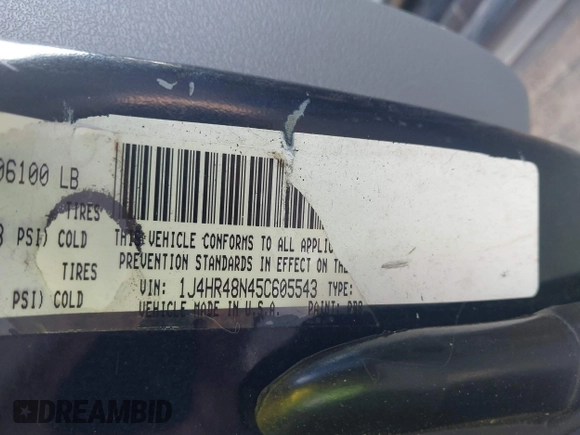 06100 LB
TIRES
PSI) COLD
TIRES
PSI) COLD
THIS VEHICLE CONFORMS TO ALL APPLIC
PREVENTION STANDARDS IN EFFECT ON THE
VIN: 1J4HR48N45C605543 TYPE:
VEHICLE MADE IN U.S.A. PAINT:
DREAMBID